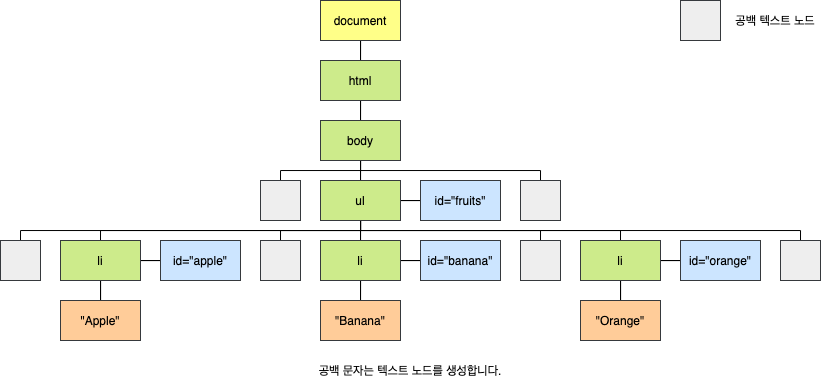 document
공백 텍스트 노드
html
body
ul
id="fruits"
li
id="apple"
li
id="banana"
li
id="orange"
"Apple"
"Banana"
"Orange"
공백 문자는 텍스트 노드를 생성합니다.